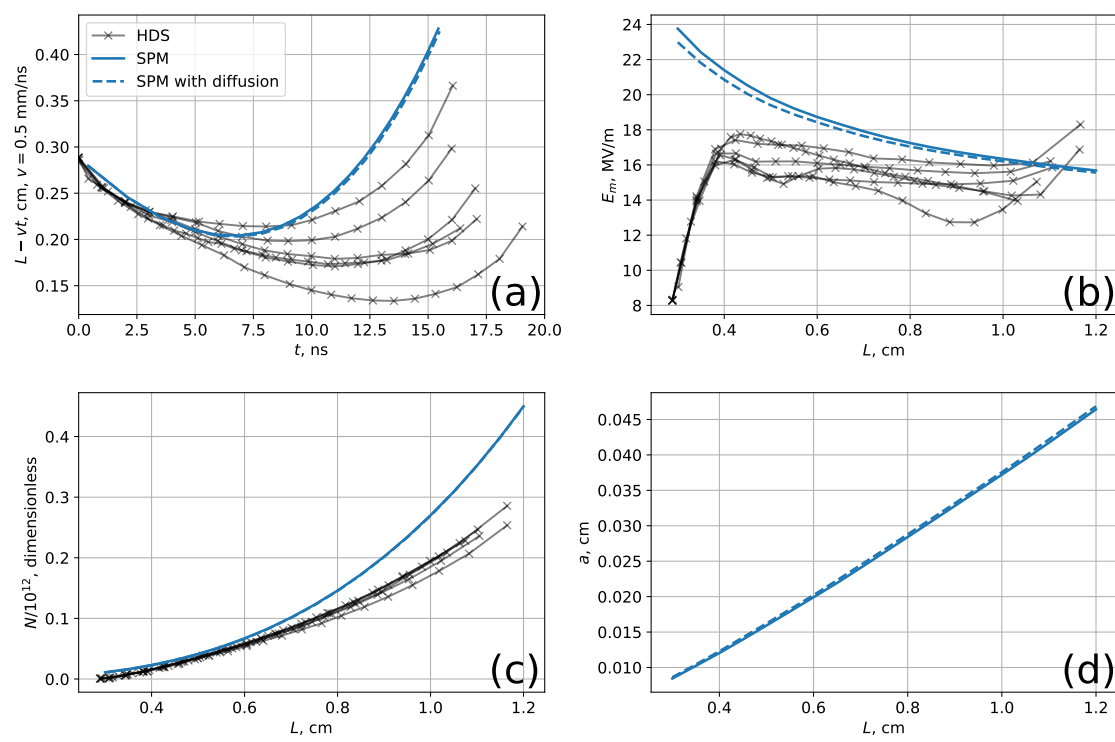 HDS
SPM
SPM with diffusion
0.40
0.35
0.30
0.25
0.20
0.15
L − vt, cm, v = 0.5 mm/ns
0.0 2.5 5.0 7.5 10.0 12.5 15.0 17.5 20.0
t, ns
(a)
24
22
20
18
16
14
12
10
8
E_m, MV/m
0.4 0.6 0.8 1.0 1.2
L, cm
(b)
0.4
0.3
0.2
0.1
0.0
N/10^12, dimensionless
0.4 0.6 0.8 1.0 1.2
L, cm
(c)
0.045
0.040
0.035
0.030
0.025
0.020
0.015
0.010
a, cm
0.4 0.6 0.8 1.0 1.2
L, cm
(d)